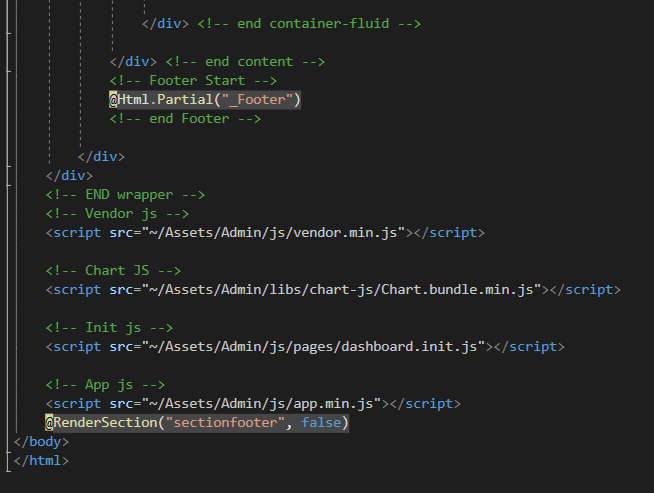 </div> <!-- end container-fluid -->
</div> <!-- end content -->
<!-- Footer Start -->
@Html.Partial("_Footer")
<!-- end Footer -->
</div>
</div>
<!-- END wrapper -->
<!-- Vendor js -->
<script src="~/Assets/Admin/js/vendor.min.js"></script>
<!-- Chart JS -->
<script src="~/Assets/Admin/libs/chart-js/Chart.bundle.min.js"></script>
<!-- Init js -->
<script src="~/Assets/Admin/js/pages/dashboard.init.js"></script>
<!-- App js -->
<script src="~/Assets/Admin/js/app.min.js"></script>
@RenderSection("sectionfooter", false)
</body>
</html>